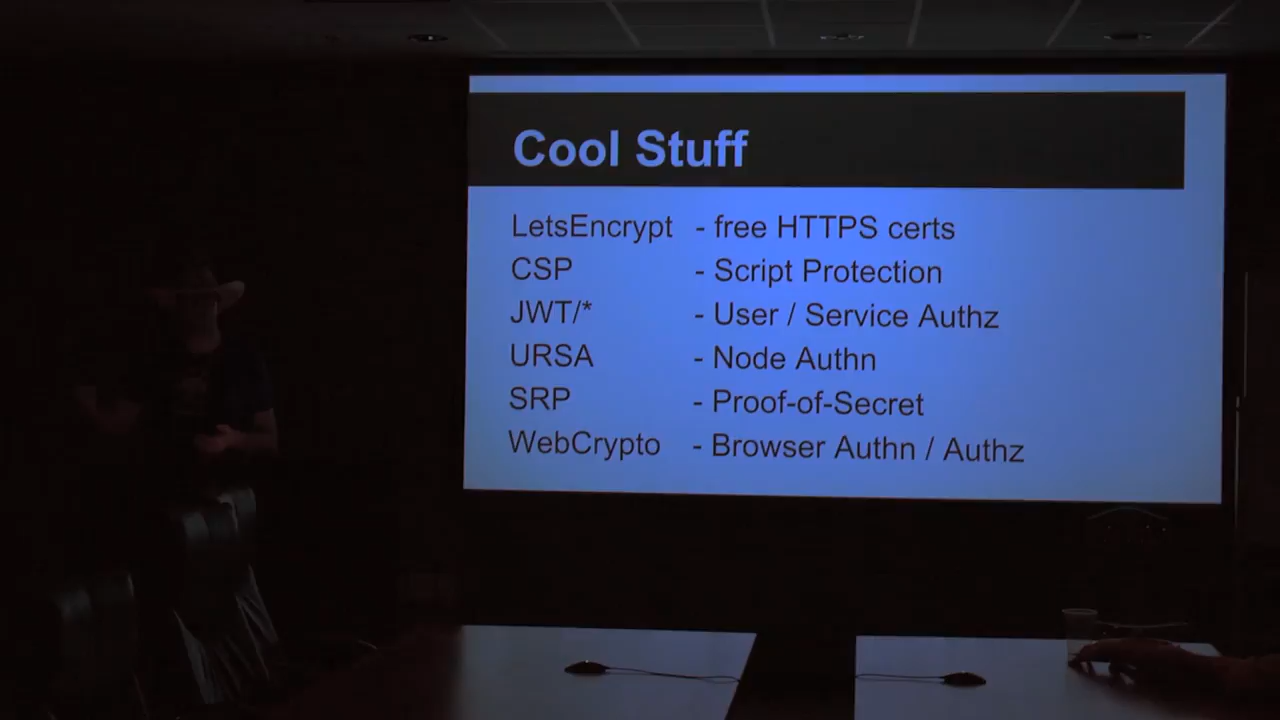 Cool Stuff
LetsEncrypt - free HTTPS certs
CSP - Script Protection
JWT/* - User / Service Authz
URSA - Node Authn
SRP - Proof-of-Secret
WebCrypto - Browser Authn / Authz